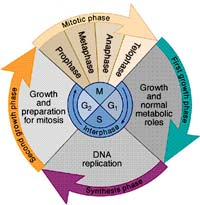 Mitotic phase
Prophase
Metaphase
Anaphase
Telophase
First growth phase
Growth
and preparation
for mitosis
M
G₂
G₁
S
Interphase
Growth
and
normal
metabolic
roles
Second growth phase
DNA
replication
Synthesis phase